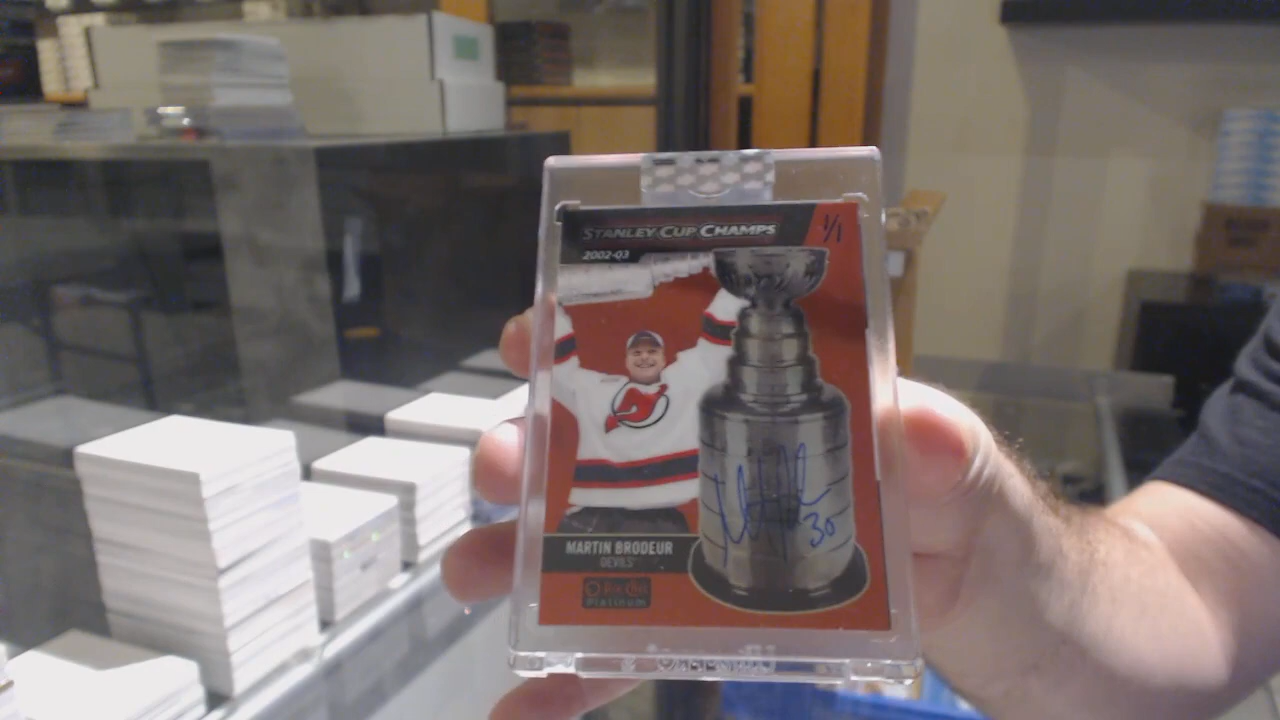 STANLEY CUP CHAMPS
1/1
2002-03
MARTIN BRODEUR
DEVILS
O-PEE-CHEE
PLATINUM
30